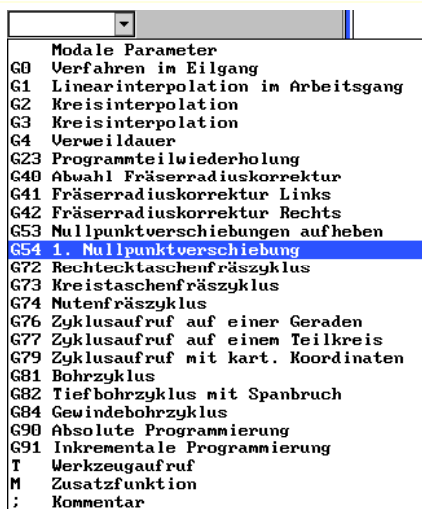 Modale Parameter
G0 Verfahren im Eilgang
G1 Linearinterpolation im Arbeitsgang
G2 Kreisinterpolation
G3 Kreisinterpolation
G4 Verweildauer
G23 Programmteilwiederholung
G40 Abwahl Fräserradiuskorrektur
G41 Fräserradiuskorrektur Links
G42 Fräserradiuskorrektur Rechts
G53 Nullpunktverschiebungen aufheben
G54 1. Nullpunktverschiebung
G72 Rechtecktaschenfräszyklus
G73 Kreistaschenfräszyklus
G74 Nutenfräszyklus
G76 Zyklusaufruf auf einer Geraden
G77 Zyklusaufruf auf einem Teilkreis
G79 Zyklusaufruf mit kart. Koordinaten
G81 Bohrzyklus
G82 Tiefbohrzyklus mit Spanbruch
G84 Gewindebohrzyklus
G90 Absolute Programmierung
G91 Inkrementale Programmierung
T Werkzeugaufruf
M Zusatzfunktion
; Kommentar